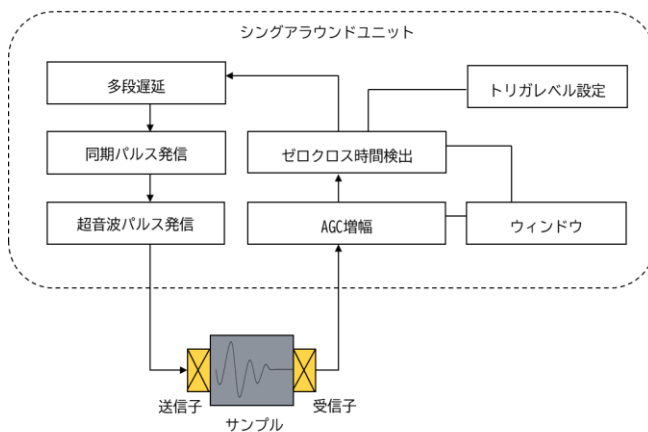 シングアラウンドユニット
多段遅延
トリガレベル設定
同期パルス発信
ゼロクロス時間検出
超音波パルス発信
AGC増幅
ウィンドウ
送信子
受信子
サンプル